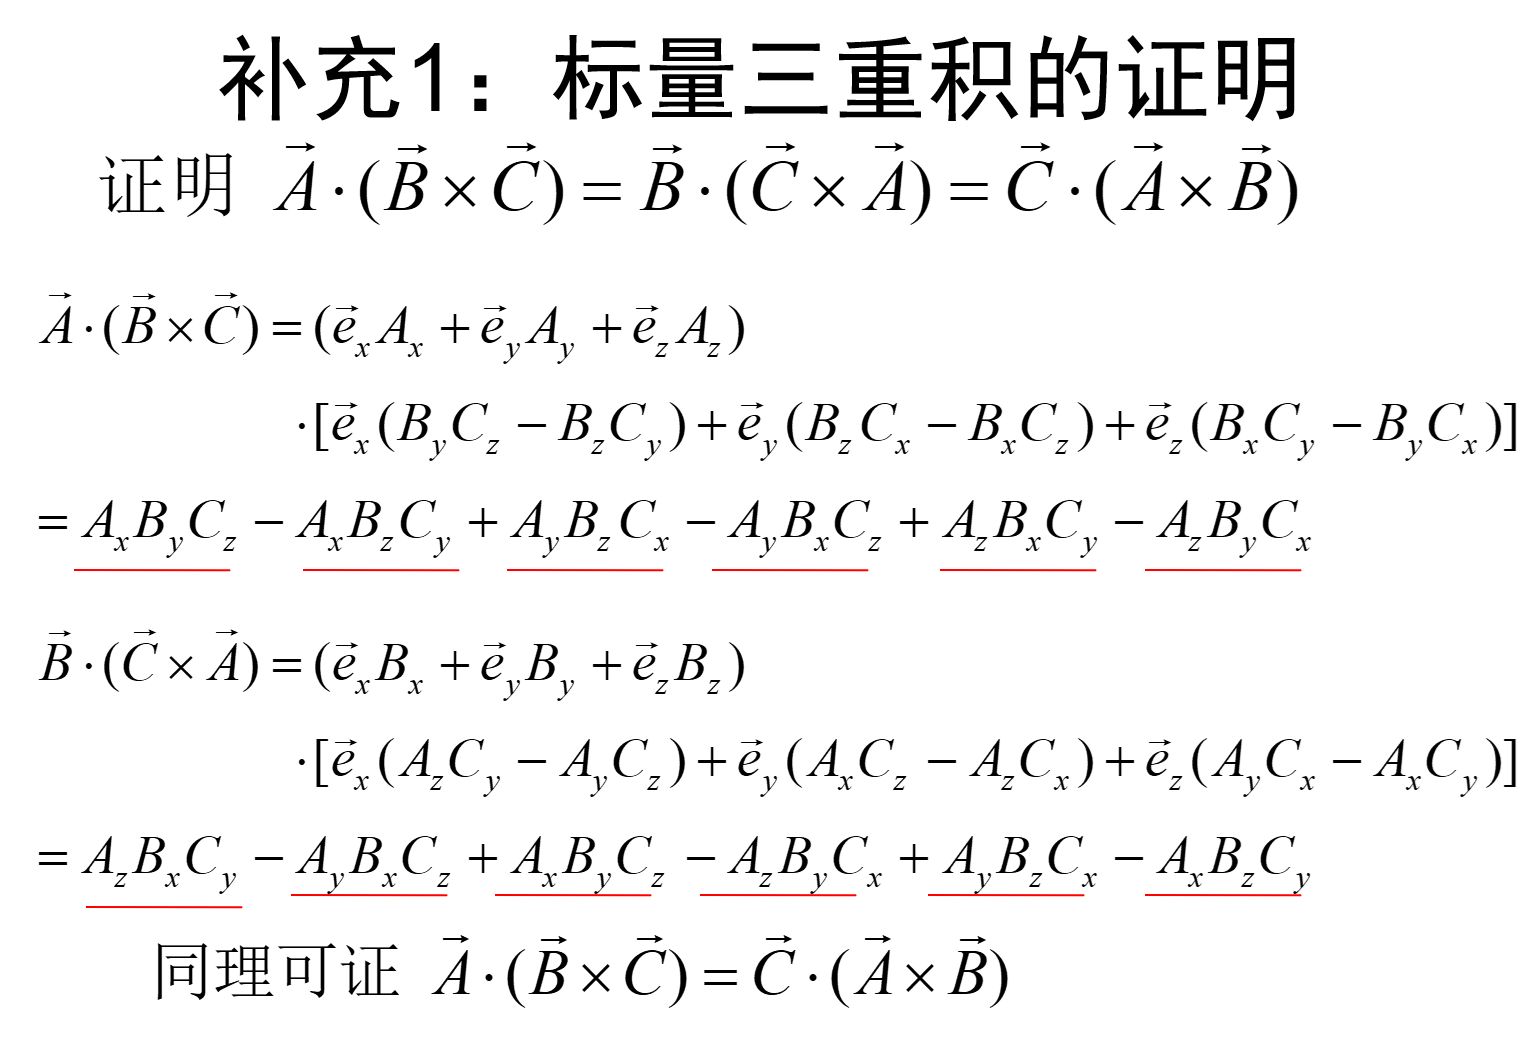 补充1：标量三重积的证明
证明 $\vec{A}\cdot(\vec{B}\times\vec{C})=\vec{B}\cdot(\vec{C}\times\vec{A})=\vec{C}\cdot(\vec{A}\times\vec{B})$
$\vec{A}\cdot(\vec{B}\times\vec{C})=(\vec{e}_xA_x+\vec{e}_yA_y+\vec{e}_zA_z)$
$\cdot[\vec{e}_x(B_yC_z-B_zC_y)+\vec{e}_y(B_zC_x-B_xC_z)+\vec{e}_z(B_xC_y-B_yC_x)]$
$=A_xB_yC_z-A_xB_zC_y+A_yB_zC_x-A_yB_xC_z+A_zB_xC_y-A_zB_yC_x$
$\vec{B}\cdot(\vec{C}\times\vec{A})=(\vec{e}_xB_x+\vec{e}_yB_y+\vec{e}_zB_z)$
$\cdot[\vec{e}_x(A_zC_y-A_yC_z)+\vec{e}_y(A_xC_z-A_zC_x)+\vec{e}_z(A_yC_x-A_xC_y)]$
$=A_zB_xC_y-A_yB_xC_z+A_xB_yC_z-A_zB_yC_x+A_yB_zC_x-A_xB_zC_y$
同理可证 $\vec{A}\cdot(\vec{B}\times\vec{C})=\vec{C}\cdot(\vec{A}\times\vec{B})$